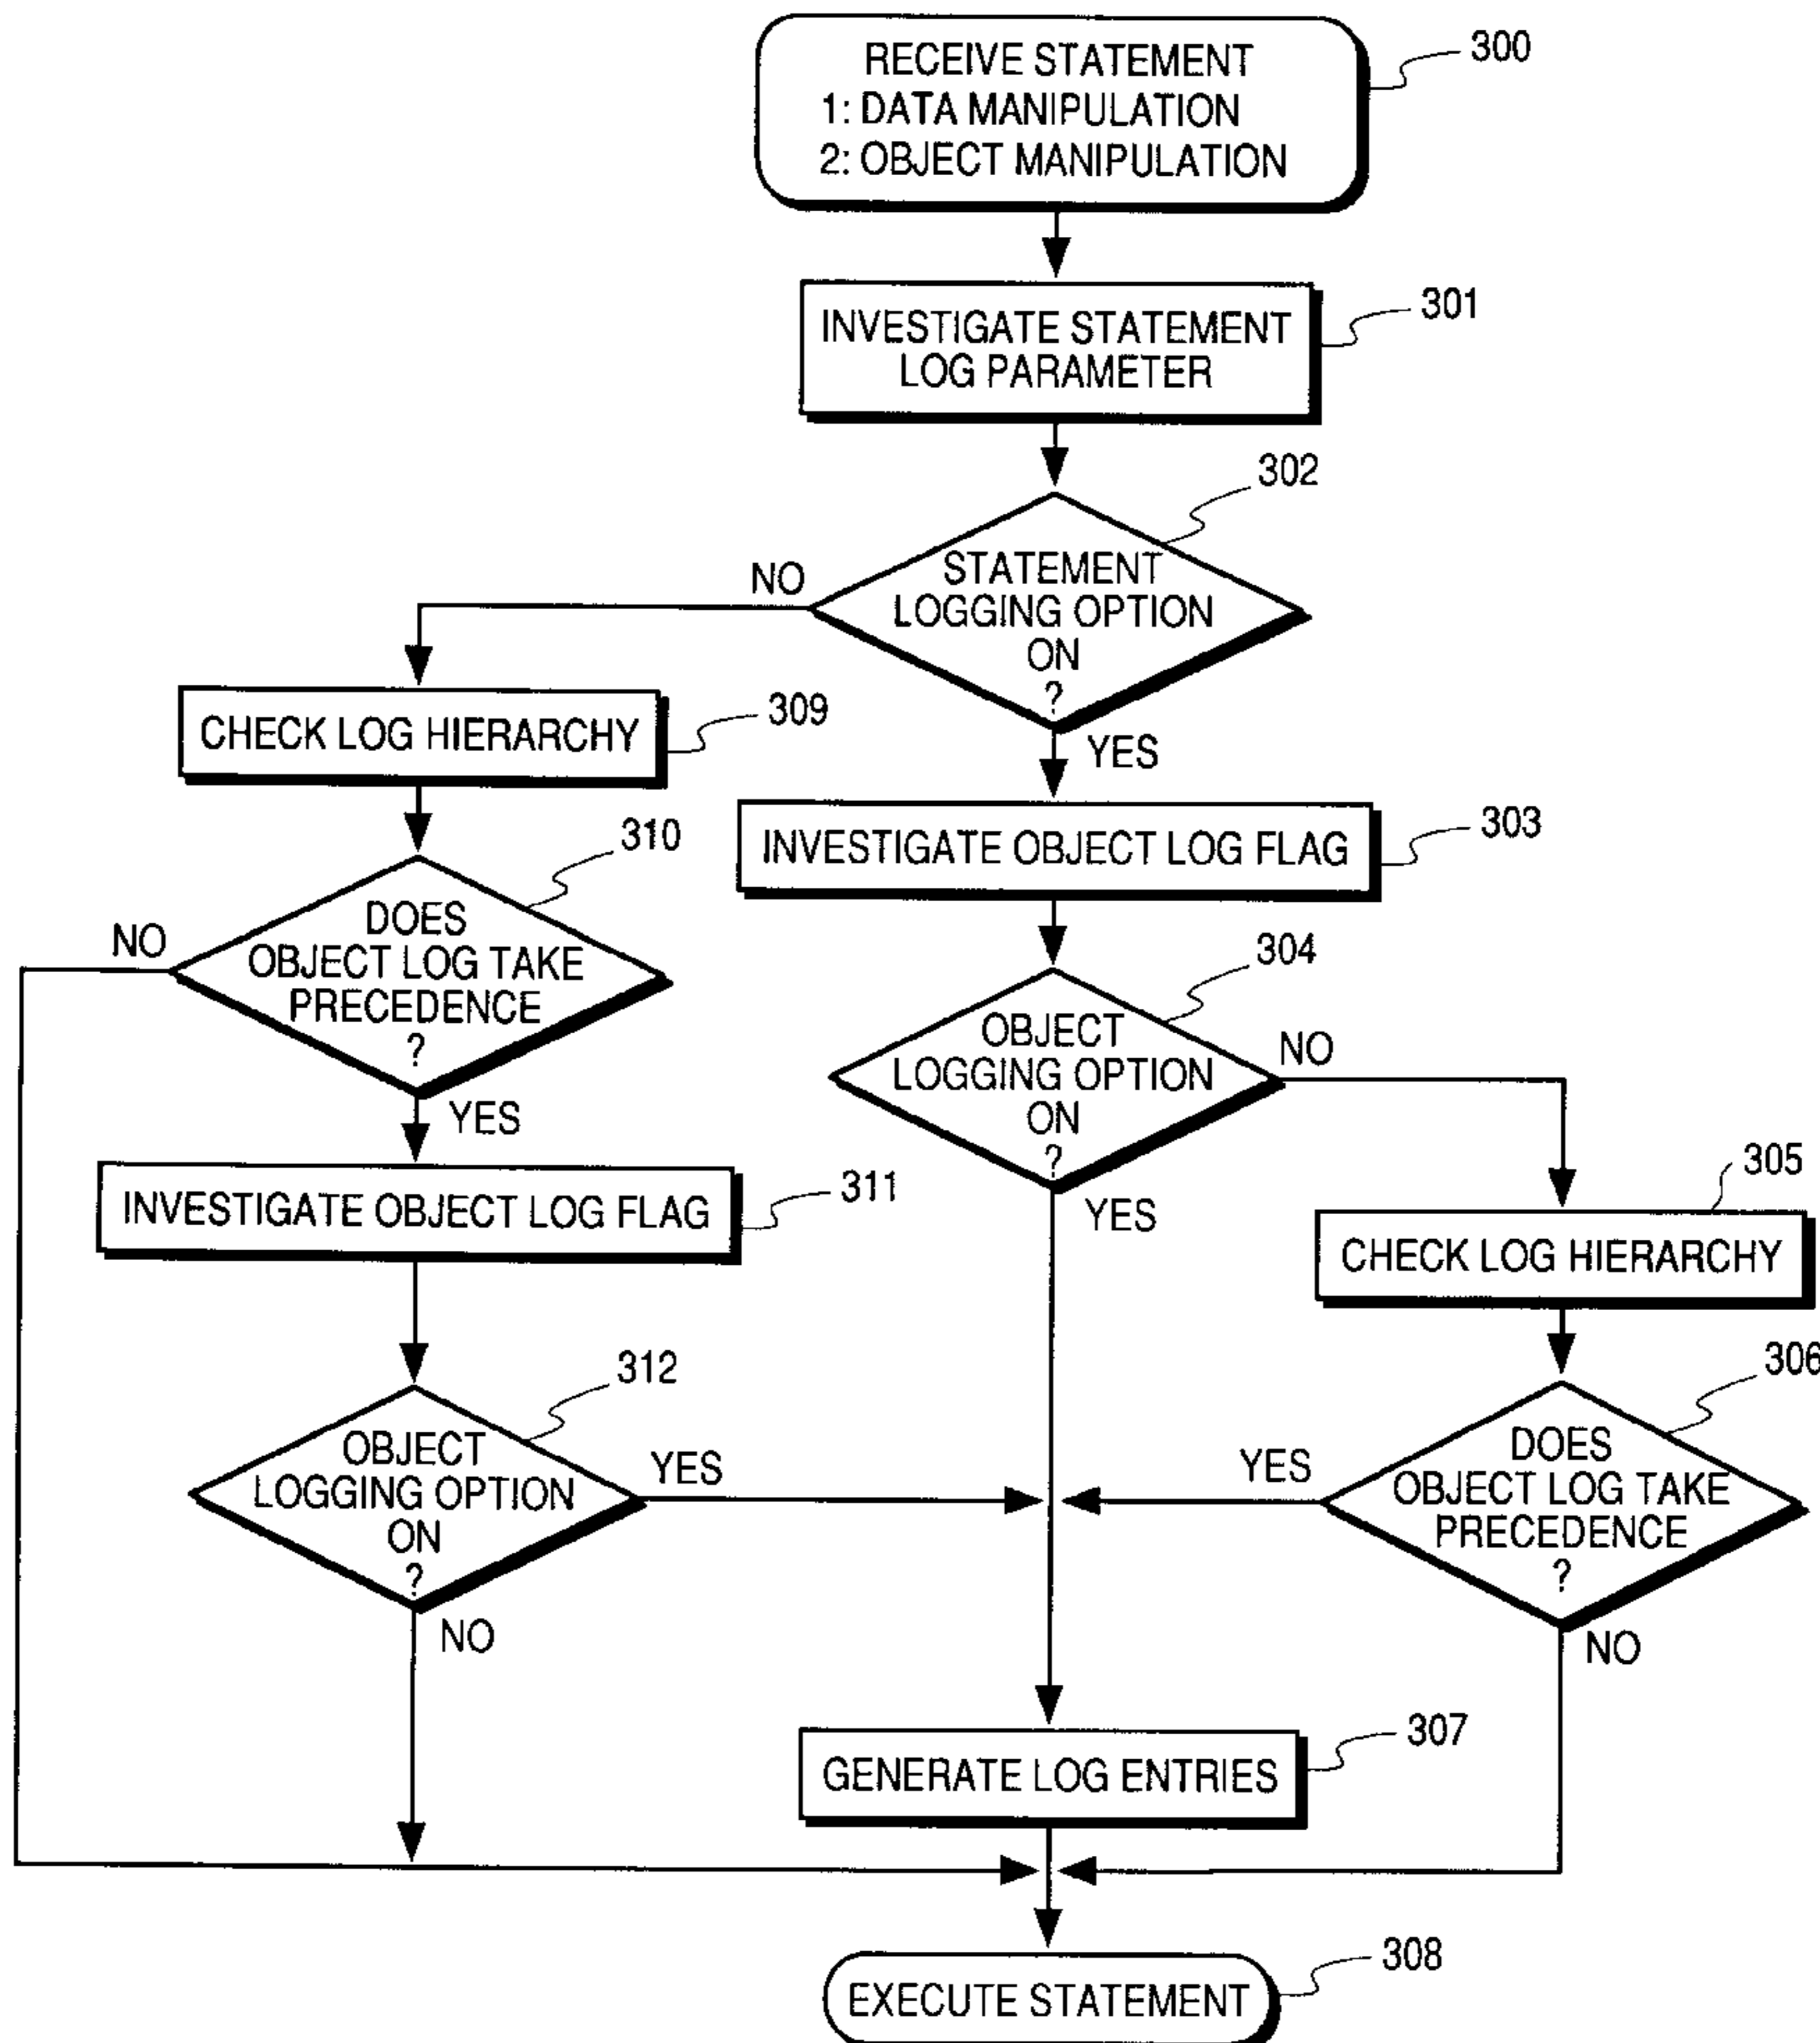 RECEIVE STATEMENT
1: DATA MANIPULATION
2: OBJECT MANIPULATION
300
INVESTIGATE STATEMENT
LOG PARAMETER
301
302
STATEMENT
LOGGING OPTION
ON
?
NO
YES
CHECK LOG HIERARCHY
309
INVESTIGATE OBJECT LOG FLAG
303
310
DOES
OBJECT LOG TAKE
PRECEDENCE
?
NO
YES
304
OBJECT
LOGGING OPTION
ON
?
NO
YES
INVESTIGATE OBJECT LOG FLAG
311
305
CHECK LOG HIERARCHY
312
OBJECT
LOGGING OPTION
ON
?
YES
NO
306
DOES
OBJECT LOG TAKE
PRECEDENCE
?
YES
NO
GENERATE LOG ENTRIES
307
EXECUTE STATEMENT
308